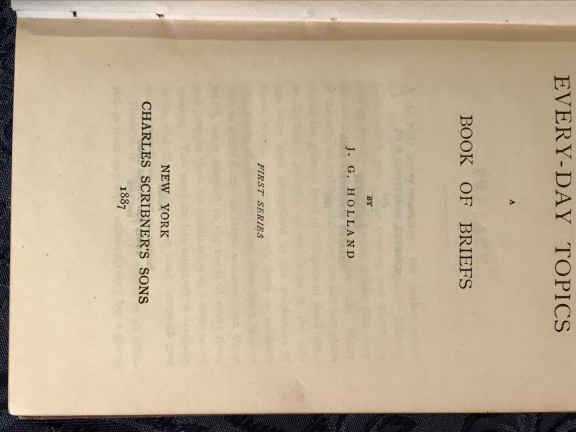 EVERY-DAY TOPICS
A
BOOK OF BRIEFS
BY
J. G. HOLLAND
FIRST SERIES
NEW YORK
CHARLES SCRIBNER'S SONS
1887